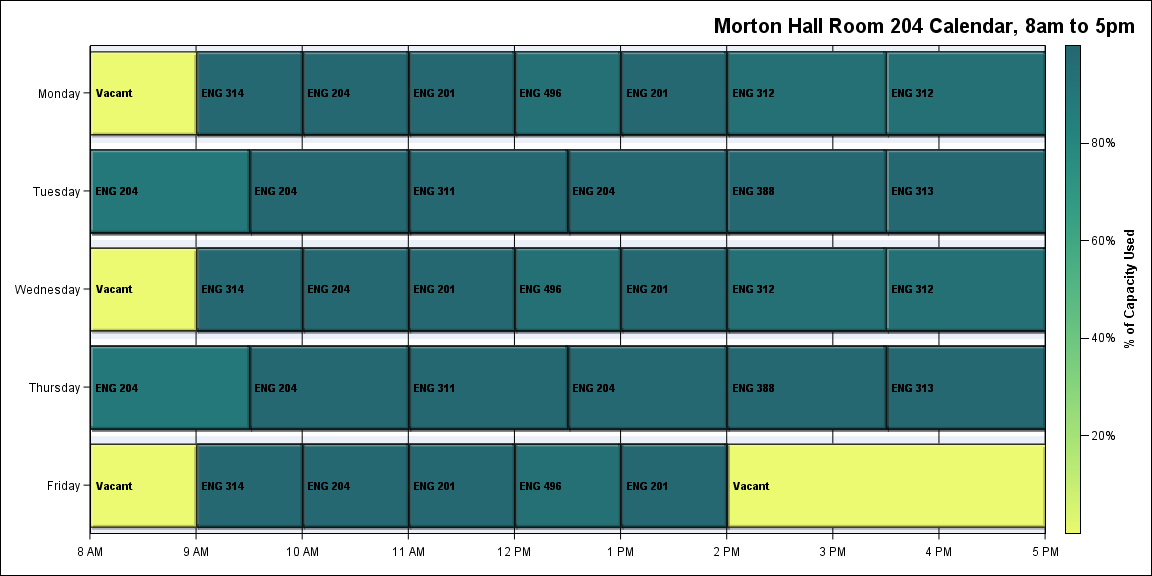 Morton Hall Room 204 Calendar, 8am to 5pm
Monday
Vacant
ENG 314
ENG 204
ENG 201
ENG 496
ENG 201
ENG 312
ENG 312
Tuesday
ENG 204
ENG 204
ENG 311
ENG 204
ENG 388
ENG 313
Wednesday
Vacant
ENG 314
ENG 204
ENG 201
ENG 496
ENG 201
ENG 312
ENG 312
Thursday
ENG 204
ENG 204
ENG 311
ENG 204
ENG 388
ENG 313
Friday
Vacant
ENG 314
ENG 204
ENG 201
ENG 496
ENG 201
Vacant
8 AM
9 AM
10 AM
11 AM
12 PM
1 PM
2 PM
3 PM
4 PM
5 PM
80%
60%
40%
20%
% of Capacity Used